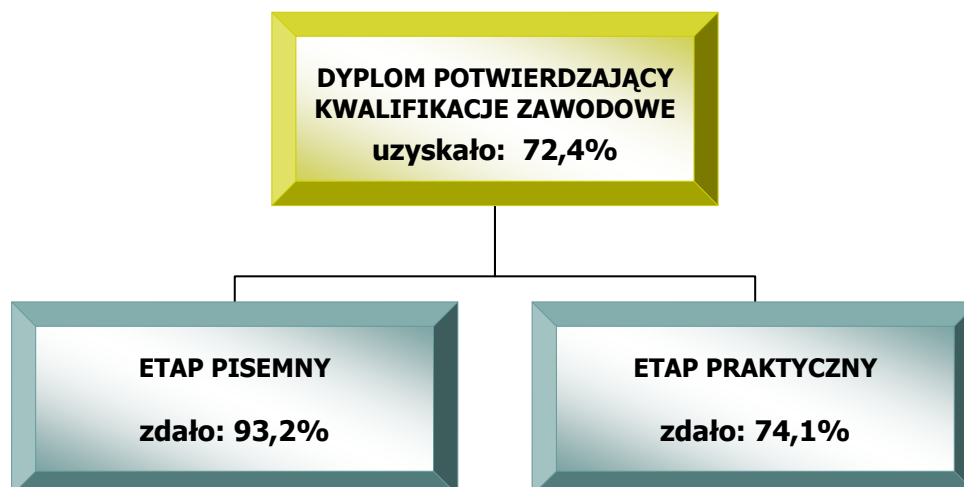 DYPLOM POTWIERDZAJĄCY
KWALIFIKACJE ZAWODOWE
uzyskało: 72,4%
ETAP PISEMNY
zdało: 93,2%
ETAP PRAKTYCZNY
zdało: 74,1%